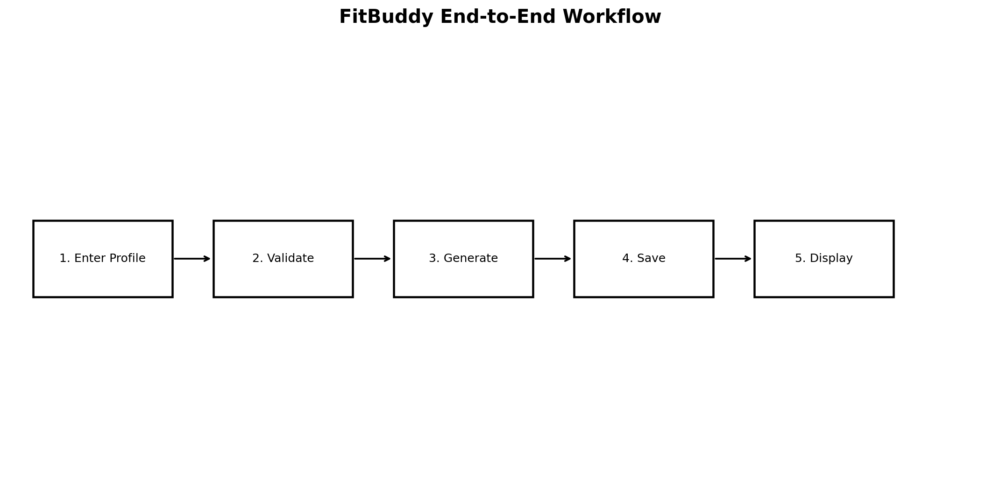 FitBuddy End-to-End Workflow
1. Enter Profile
2. Validate
3. Generate
4. Save
5. Display